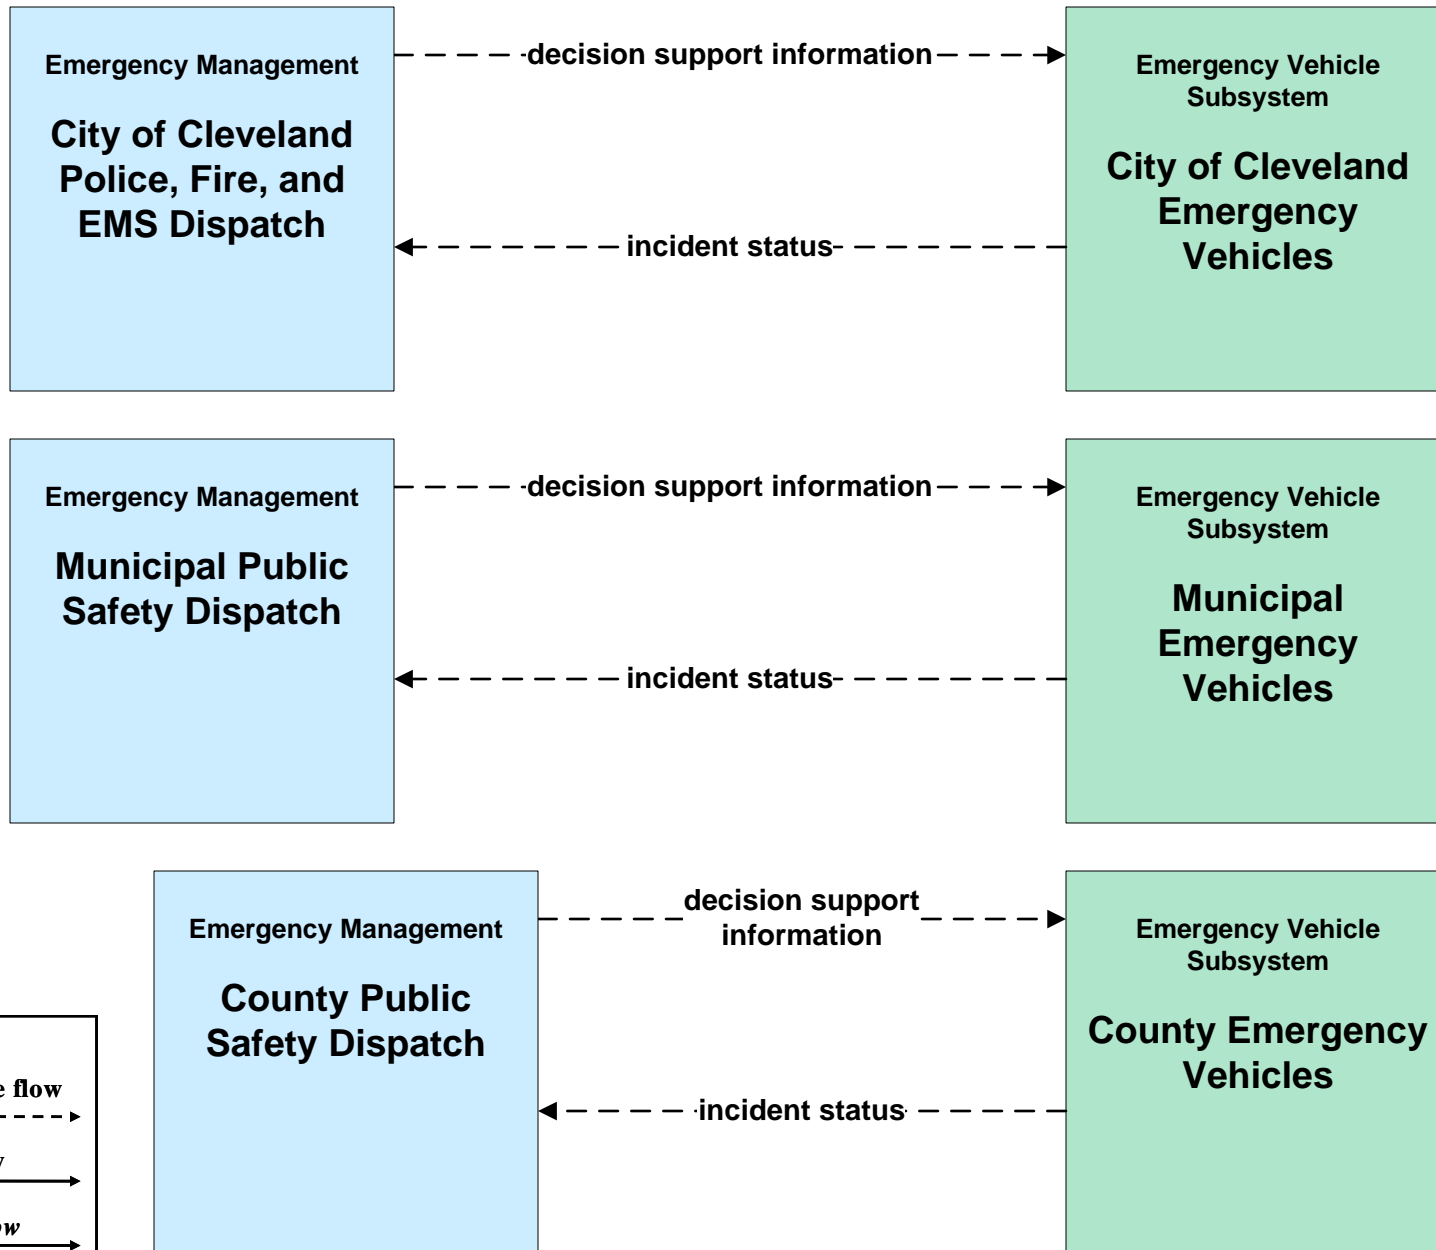 Emergency Management
City of Cleveland
Police, Fire, and
EMS Dispatch
decision support information
incident status
Emergency Vehicle
Subsystem
City of Cleveland
Emergency
Vehicles
Emergency Management
Municipal Public
Safety Dispatch
decision support information
incident status
Emergency Vehicle
Subsystem
Municipal
Emergency
Vehicles
Emergency Management
County Public
Safety Dispatch
decision support
information
incident status
Emergency Vehicle
Subsystem
County Emergency
Vehicles
flow